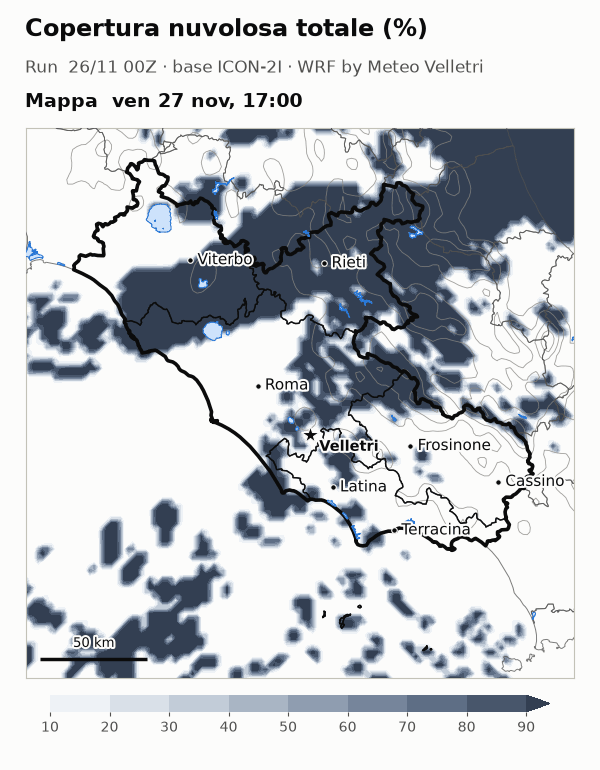 Copertura nuvolosa totale (%)
Run  26/11 00Z · base ICON-2I · WRF by Meteo Velletri
Mappa  ven 27 nov, 17:00
Viterbo
Rieti
Roma
Velletri
Frosinone
Latina
Cassino
Terracina
50 km
10 20 30 40 50 60 70 80 90